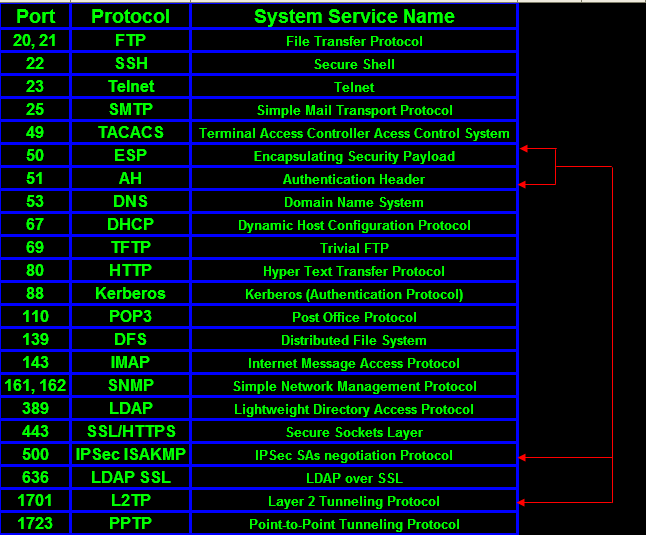 Port Protocol System Service Name
20, 21 FTP File Transfer Protocol
22 SSH Secure Shell
23 Telnet Telnet
25 SMTP Simple Mail Transport Protocol
49 TACACS Terminal Access Controller Acess Control System
50 ESP Encapsulating Security Payload
51 AH Authentication Header
53 DNS Domain Name System
67 DHCP Dynamic Host Configuration Protocol
69 TFTP Trivial FTP
80 HTTP Hyper Text Transfer Protocol
88 Kerberos Kerberos (Authentication Protocol)
110 POP3 Post Office Protocol
139 DFS Distributed File System
143 IMAP Internet Message Access Protocol
161, 162 SNMP Simple Network Management Protocol
389 LDAP Lightweight Directory Access Protocol
443 SSL/HTTPS Secure Sockets Layer
500 IPSec ISAKMP IPSec SAs negotiation Protocol
636 LDAP SSL LDAP over SSL
1701 L2TP Layer 2 Tunneling Protocol
1723 PPTP Point-to-Point Tunneling Protocol